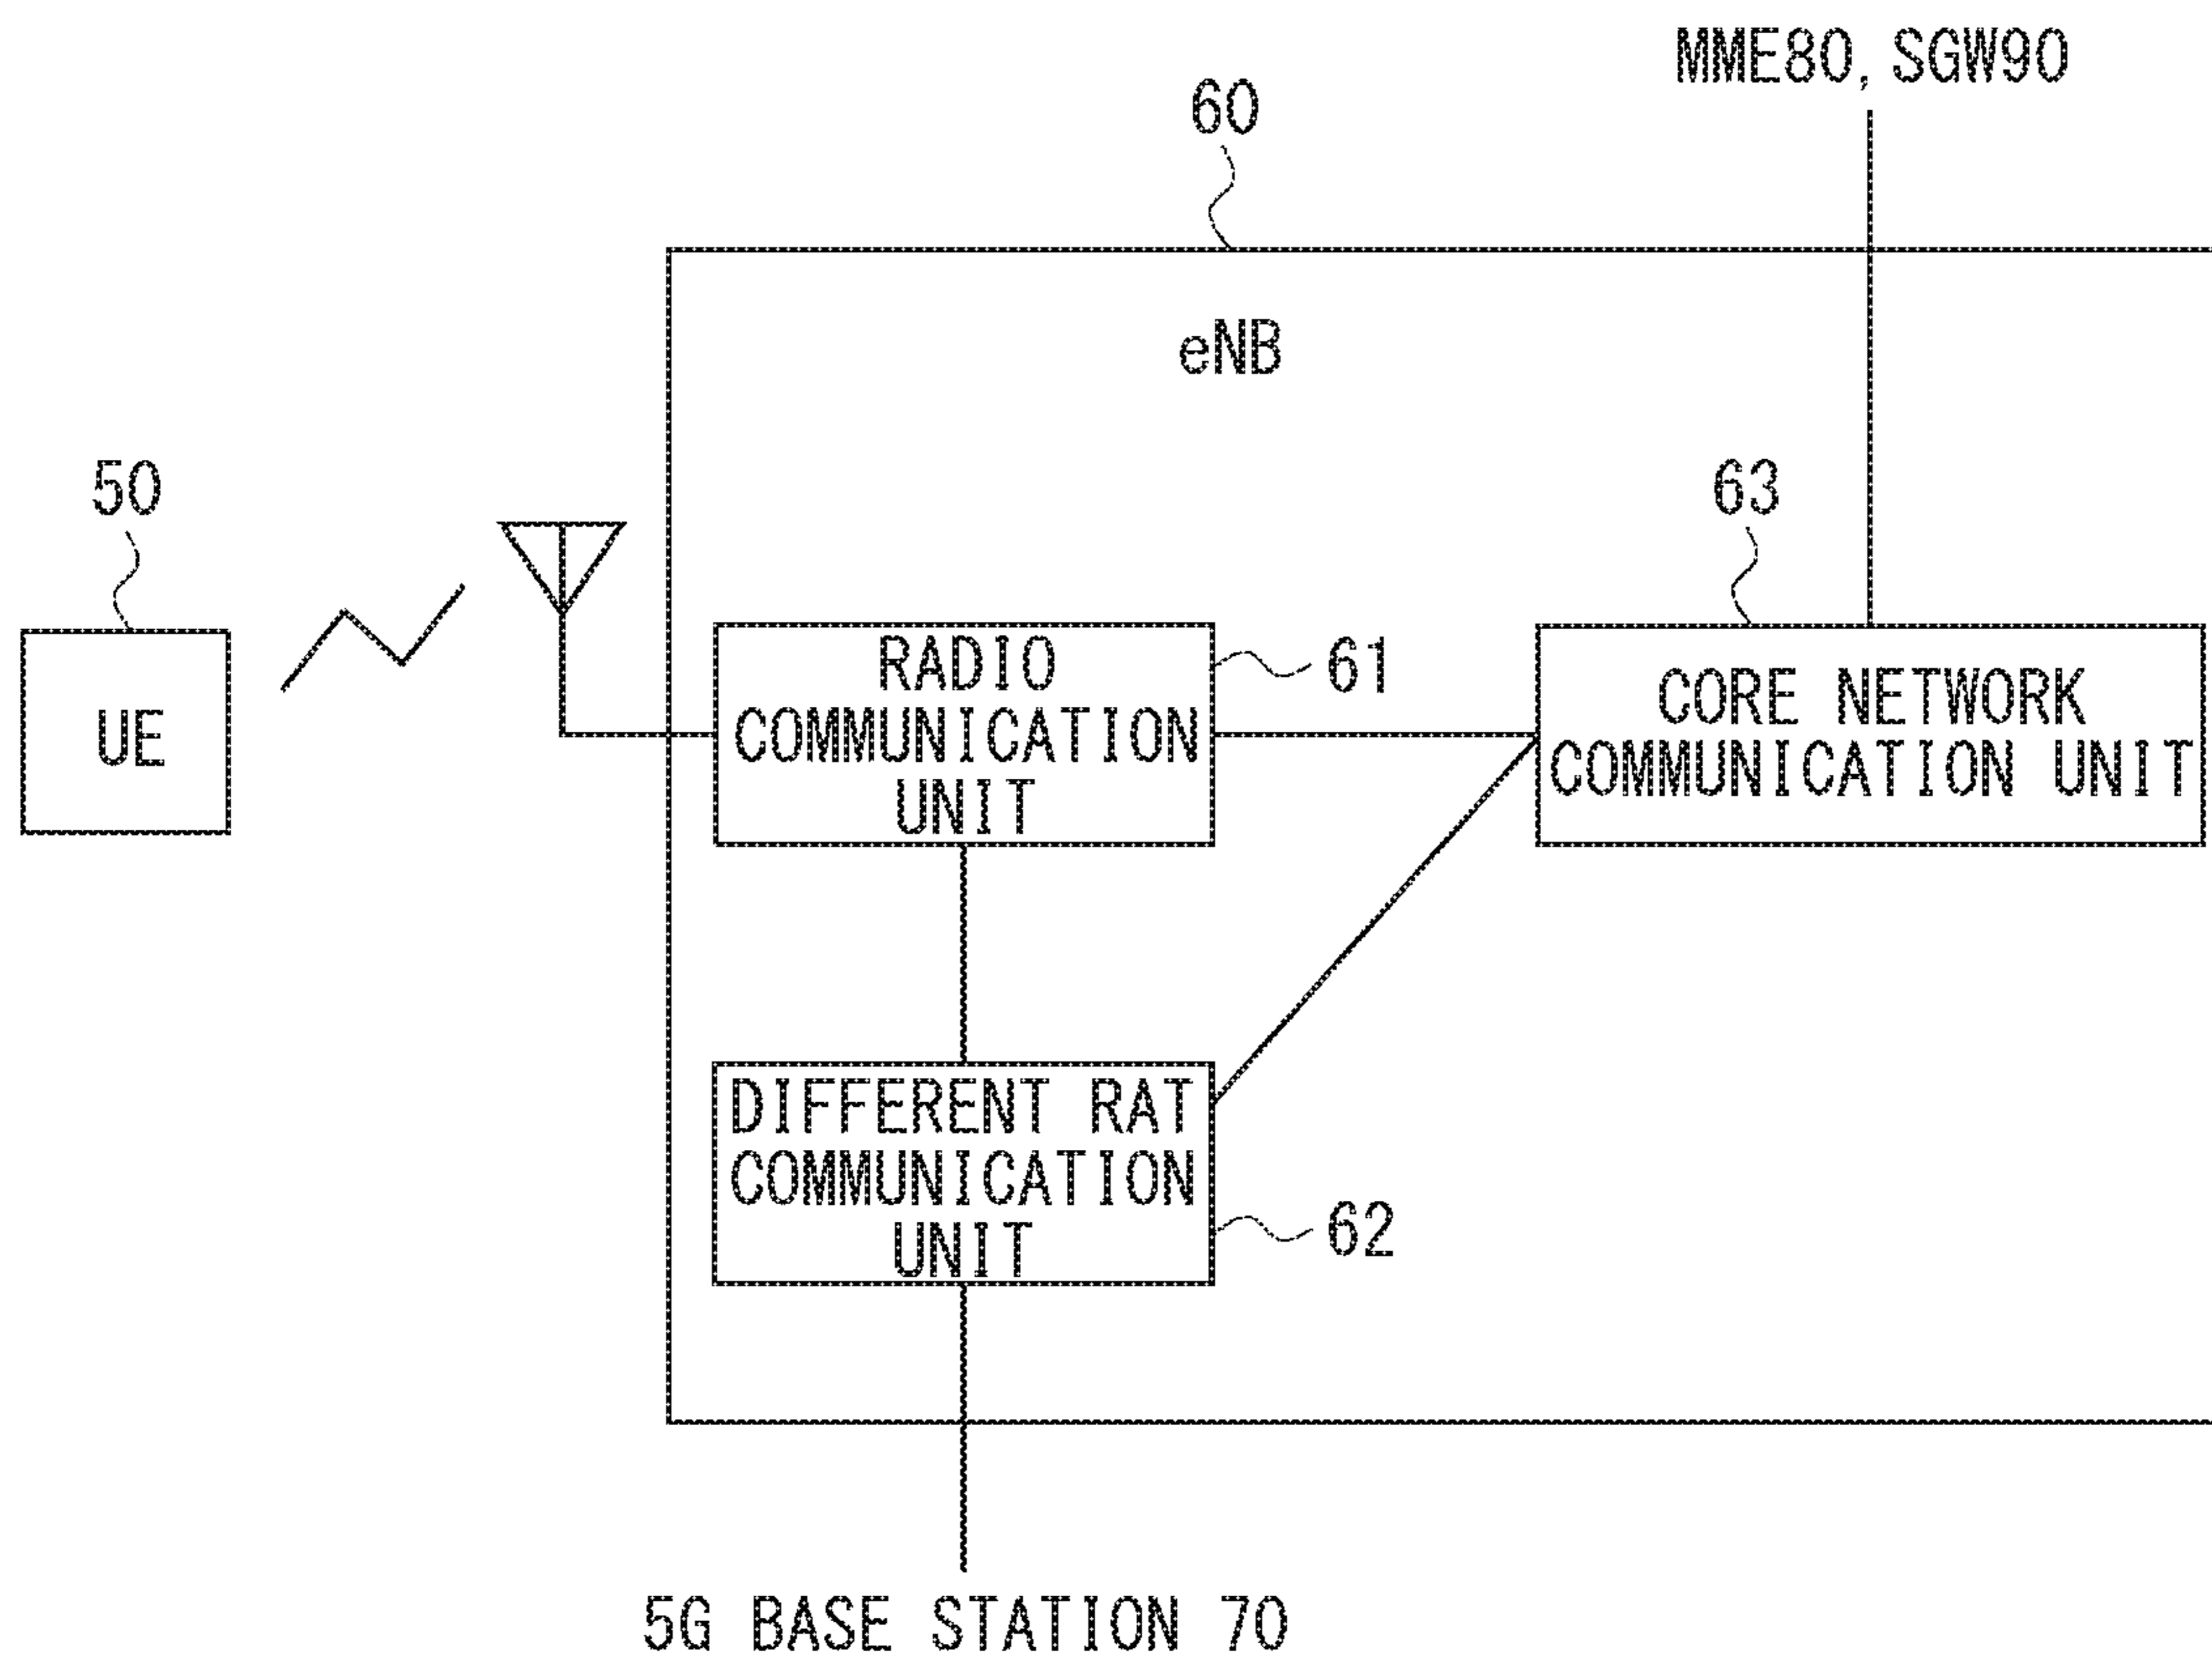 MME80, SGW90
60
eNB
50
63
UE
RADIO
COMMUNICATION
UNIT
61
CORE NETWORK
COMMUNICATION UNIT
DIFFERENT RAT
COMMUNICATION
UNIT
62
5G BASE STATION 70